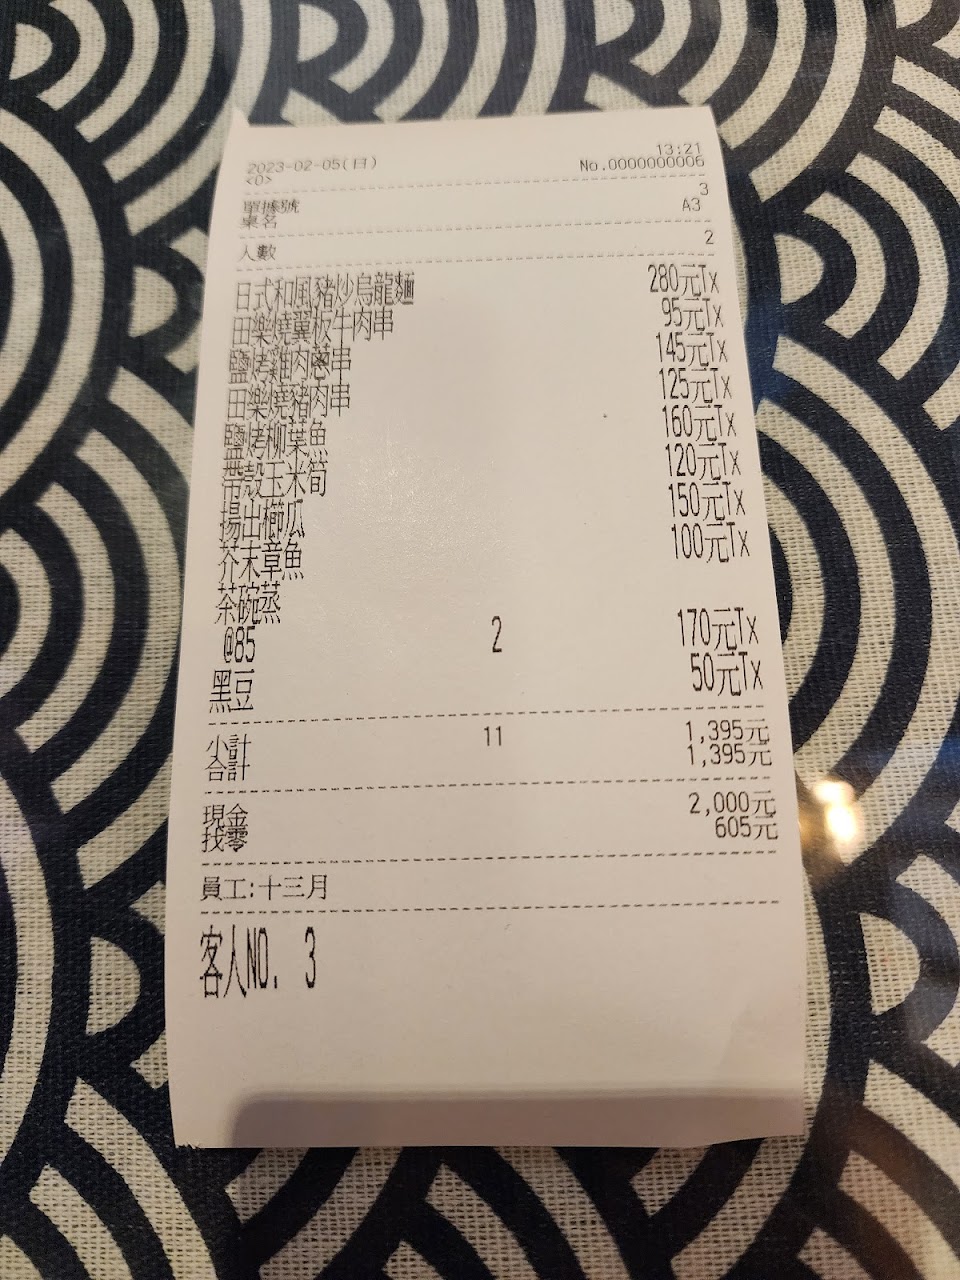 2023-02-05(日) 13:21
<0> No.0000000006
單據號 3
桌名 A3
人數 2
日式和風豬炒烏龍麵 280元Tx
田樂燒翼板牛肉串 95元Tx
鹽烤雞肉蔥串 145元Tx
田樂燒豬肉串 125元Tx
鹽烤柳葉魚 160元Tx
帶殼玉米筍 120元Tx
揚出櫛瓜 150元Tx
芥末章魚 100元Tx
茶碗蒸
@85 2 170元Tx
黑豆 50元Tx
小計 11 1,395元
合計 1,395元
現金 2,000元
找零 605元
員工:十三月
客人NO. 3